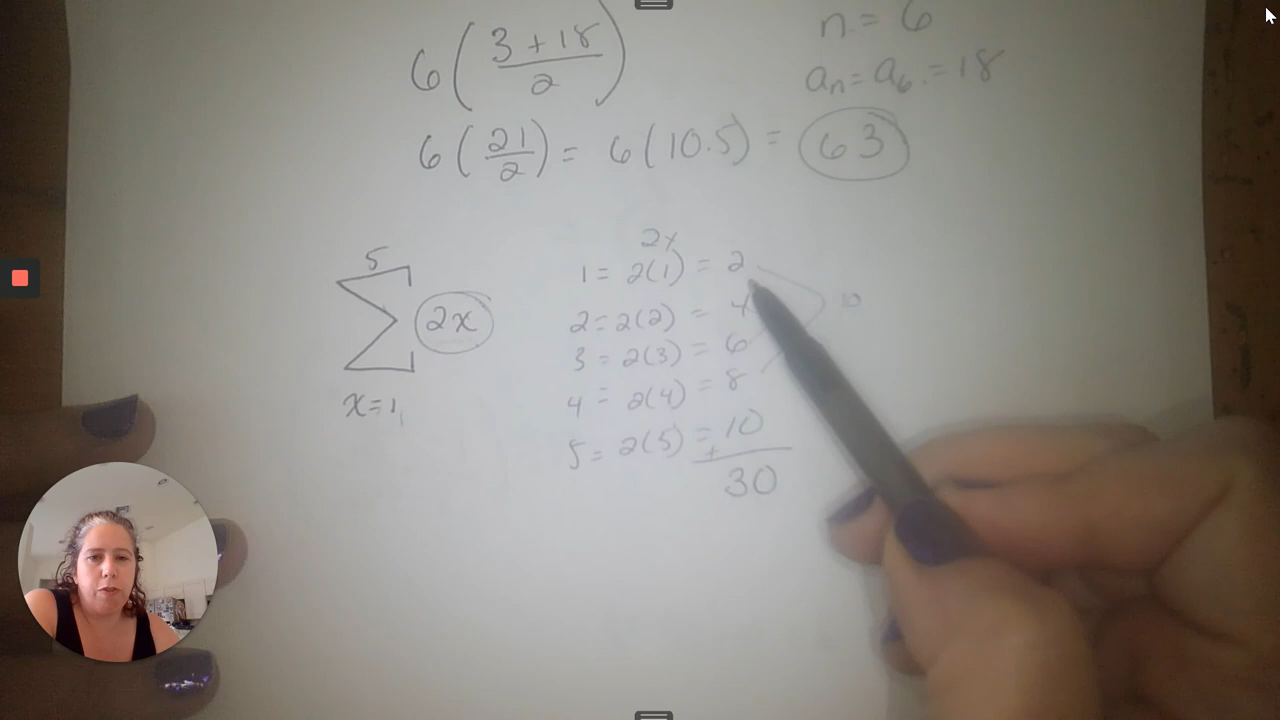 6(3+18/2)
n = 6
aₙ = a₆ = 18
6(21/2) = 6(10.5) = 63
5
Σ 2x
x=1
2x
1 = 2(1) = 2
2 = 2(2) = 4
3 = 2(3) = 6
4 = 2(4) = 8
5 = 2(5) = 10
+
30
10